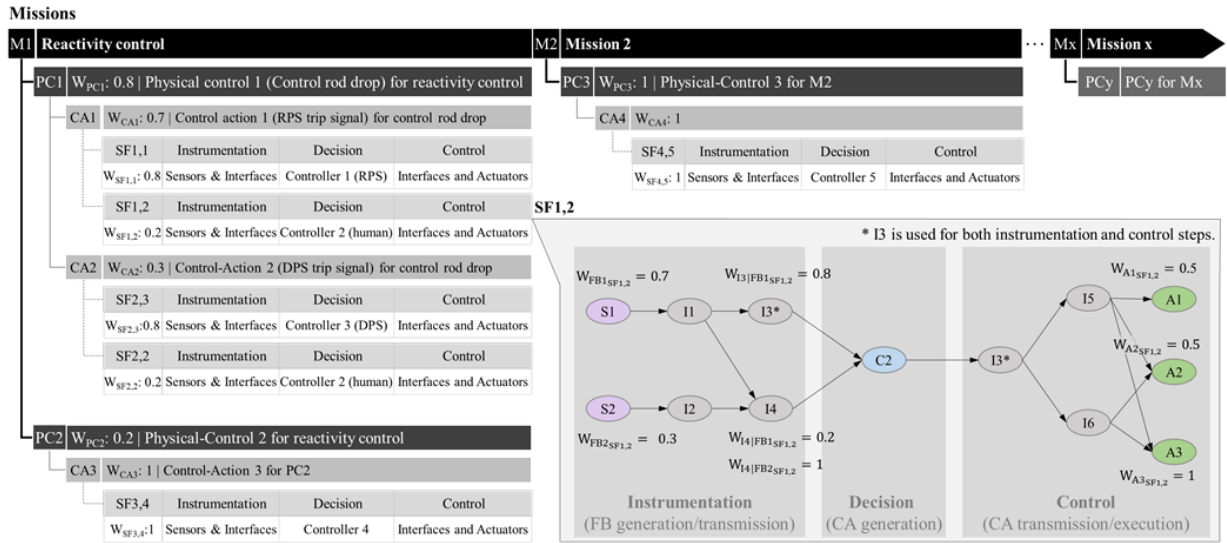 Missions
M1 Reactivity control M2 Mission 2 ... Mx Mission x
PC1 W_PC1: 0.8 | Physical control 1 (Control rod drop) for reactivity control
CA1 W_CA1: 0.7 | Control action 1 (RPS trip signal) for control rod drop
SF1,1 Instrumentation Decision Control
W_SF1,1: 0.8 Sensors & Interfaces Controller 1 (RPS) Interfaces and Actuators
SF1,2 Instrumentation Decision Control
W_SF1,2: 0.2 Sensors & Interfaces Controller 2 (human) Interfaces and Actuators
CA2 W_CA2: 0.3 | Control-Action 2 (DPS trip signal) for control rod drop
SF2,3 Instrumentation Decision Control
W_SF2,3:0.8 Sensors & Interfaces Controller 3 (DPS) Interfaces and Actuators
SF2,2 Instrumentation Decision Control
W_SF2,2: 0.2 Sensors & Interfaces Controller 2 (human) Interfaces and Actuators
PC2 W_PC2: 0.2 | Physical-Control 2 for reactivity control
CA3 W_CA3: 1 | Control-Action 3 for PC2
SF3,4 Instrumentation Decision Control
W_SF3,4:1 Sensors & Interfaces Controller 4 Interfaces and Actuators
PC3 W_PC3: 1 | Physical-Control 3 for M2
CA4 W_CA4: 1
SF4,5 Instrumentation Decision Control
W_SF4,5: 1 Sensors & Interfaces Controller 5 Interfaces and Actuators
PCy PCy for Mx
SF1,2
* I3 is used for both instrumentation and control steps.
W_FB1_SF1,2 = 0.7 W_I3|FB1_SF1,2 = 0.8 W_A1_SF1,2 = 0.5
S1 I1 I3* I5 A1
W_A2_SF1,2 = 0.5
C2 I3* A2
S2 I2 I4 I6 A3
W_FB2_SF1,2 = 0.3 W_I4|FB1_SF1,2 = 0.2
W_I4|FB2_SF1,2 = 1 W_A3_SF1,2 = 1
Instrumentation Decision Control
(FB generation/transmission) (CA generation) (CA transmission/execution)